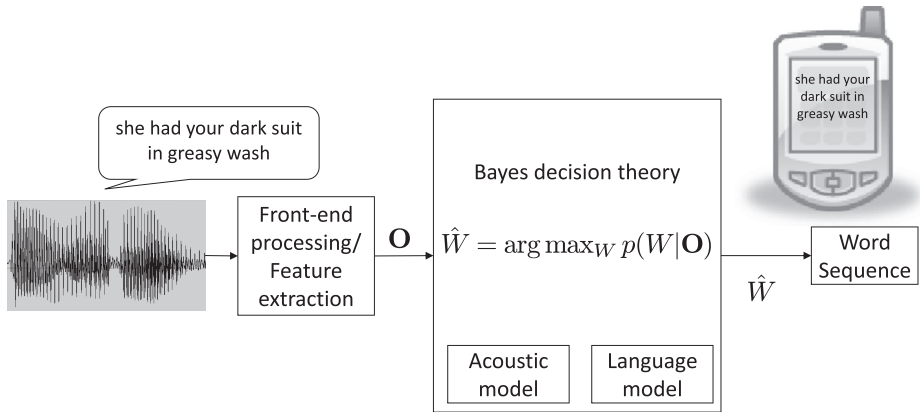 she had your dark suit
in greasy wash
Front-end
processing/
Feature
extraction
O
Bayes decision theory
Ŵ = arg max_W p(W|O)
Acoustic
model
Language
model
Ŵ
she had your
dark suit in
greasy wash
Word
Sequence